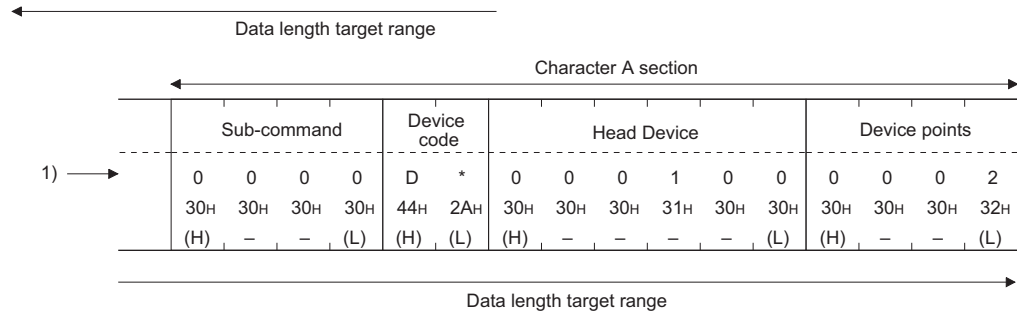 Data length target range
Character A section
Sub-command Device code Head Device Device points
1) 0 0 0 0 D * 0 0 0 1 0 0 0 0 0 2
30H 30H 30H 30H 44H 2AH 30H 30H 30H 31H 30H 30H 30H 30H 30H 32H
(H) – – (L) (H) (L) (H) – – – – (L) (H) – – (L)
Data length target range